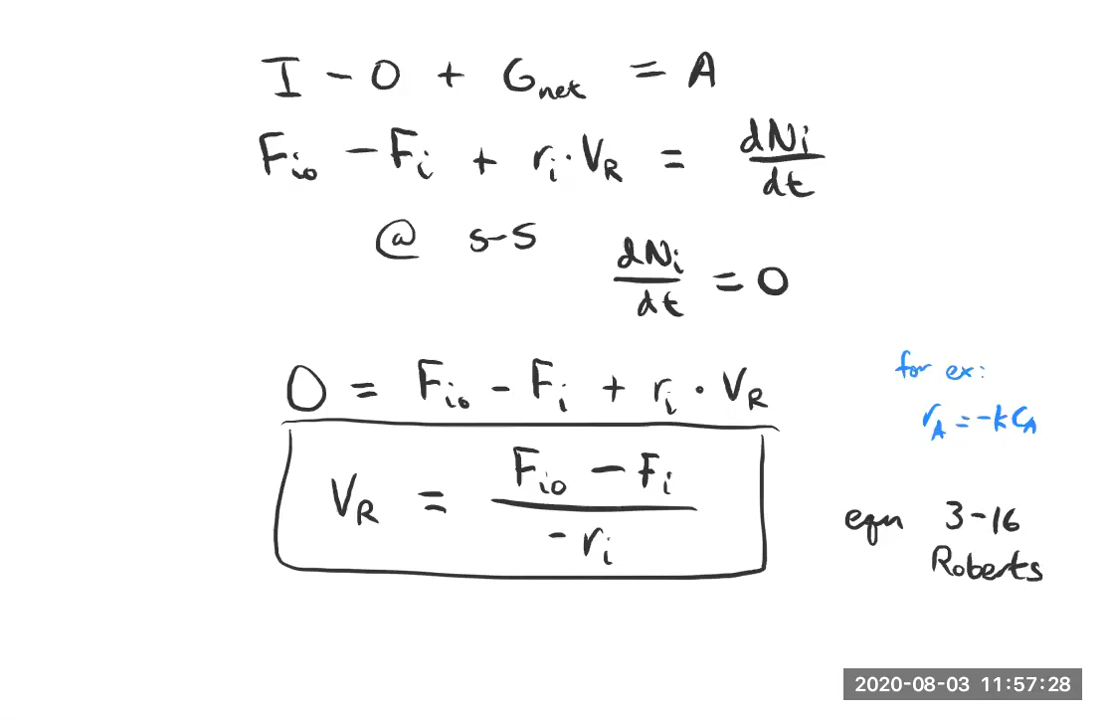 I - O + Gnet = A
Fio - Fi + ri · VR = dNi/dt
@ s-s
dNi/dt = 0
0 = Fio - Fi + ri · VR
for ex:
rA = -kCA
VR = (Fio - Fi)/(-ri)
eqn 3-16
Roberts
2020-08-03 11:57:28